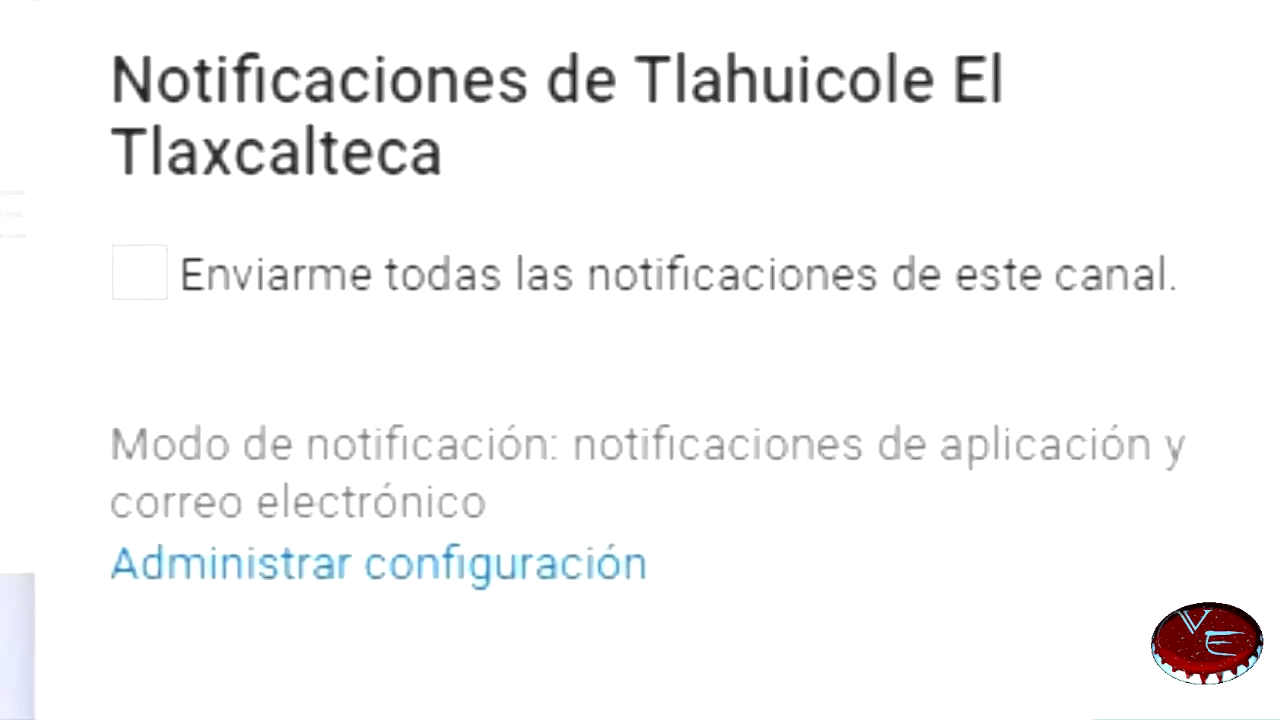 Notificaciones de Tlahuicole El
Tlaxcalteca
Enviarme todas las notificaciones de este canal.
Modo de notificación: notificaciones de aplicación y
correo electrónico
Administrar configuración
VE